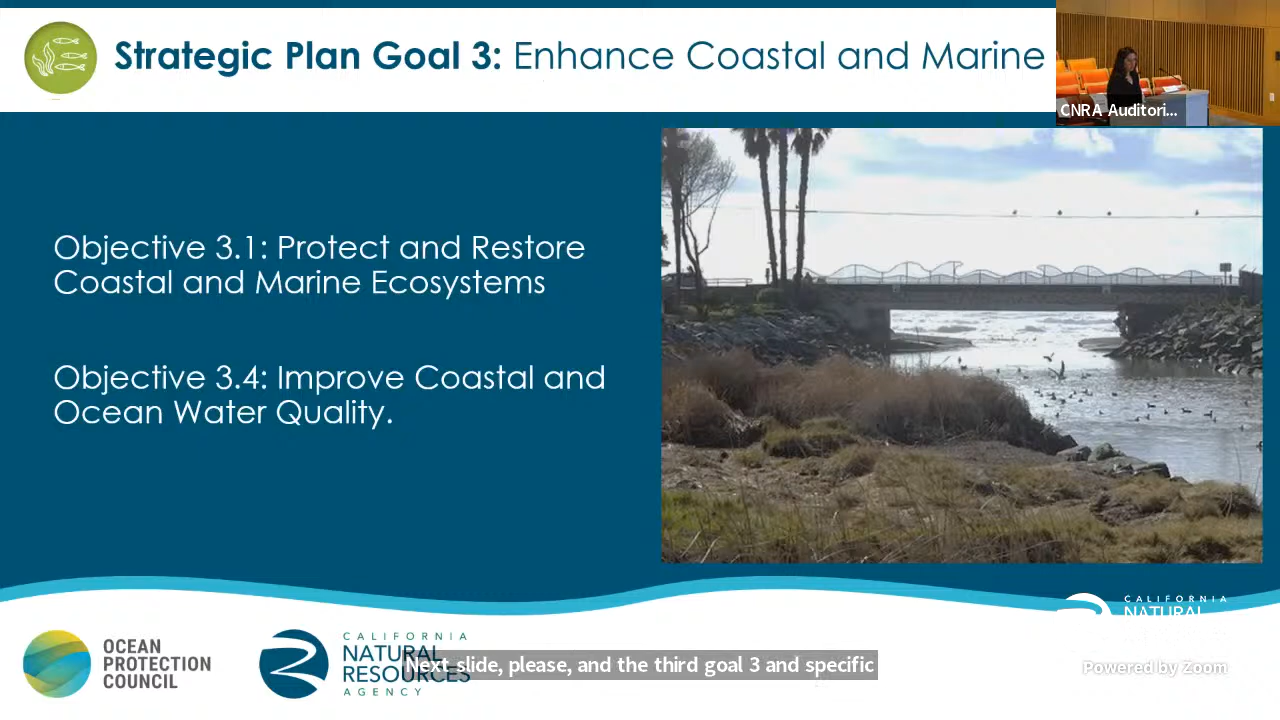 Strategic Plan Goal 3: Enhance Coastal and Marine
CNRA Auditori...
Objective 3.1: Protect and Restore
Coastal and Marine Ecosystems
Objective 3.4: Improve Coastal and
Ocean Water Quality.
OCEAN
PROTECTION
COUNCIL
CALIFORNIA
NATURAL
RESOURCES
AGENCY
Next slide, please, and the third goal 3 and specific
CALIFORNIA
NATURAL
Powered by Zoom